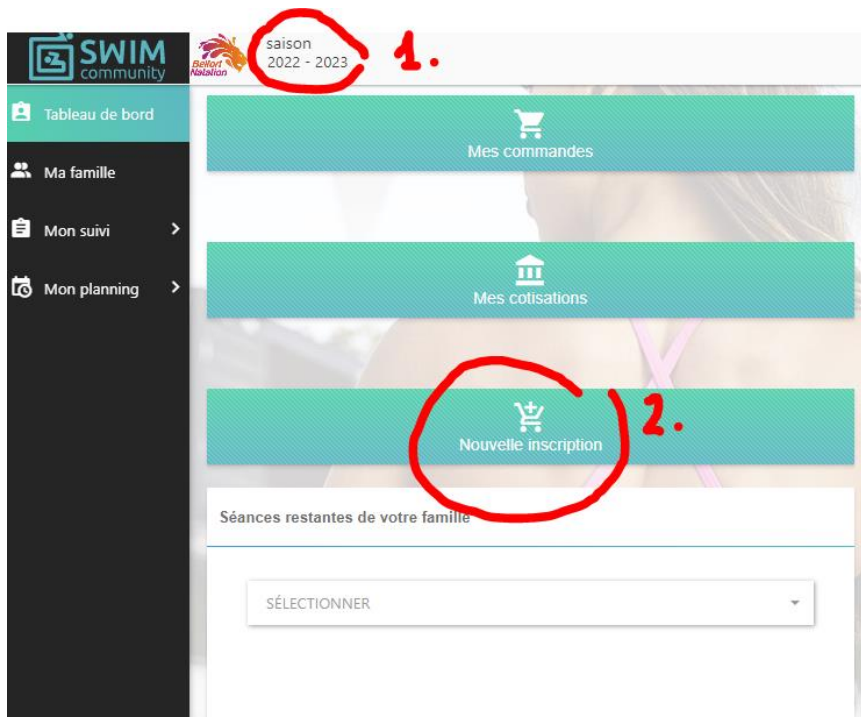 SWIM
community
Belfort
Natation
saison
2022 - 2023
1.
Tableau de bord
Ma famille
Mon suivi
Mon planning
Mes commandes
Mes cotisations
Nouvelle inscription
2.
Séances restantes de votre famille
SÉLECTIONNER